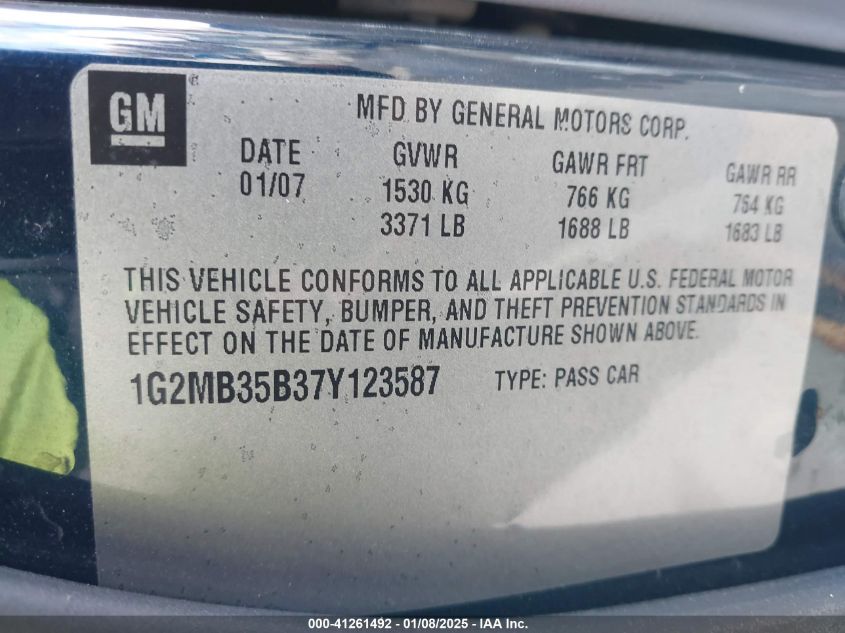 GM
MFD BY GENERAL MOTORS CORP.
DATE GVWR GAWR FRT GAWR RR
01/07 1530 KG 766 KG 764 KG
3371 LB 1688 LB 1683 LB
THIS VEHICLE CONFORMS TO ALL APPLICABLE U.S. FEDERAL MOTOR
VEHICLE SAFETY, BUMPER, AND THEFT PREVENTION STANDARDS IN
EFFECT ON THE DATE OF MANUFACTURE SHOWN ABOVE.
1G2MB35B37Y123587 TYPE: PASS CAR
000-41261492 - 01/08/2025 - IAA Inc.